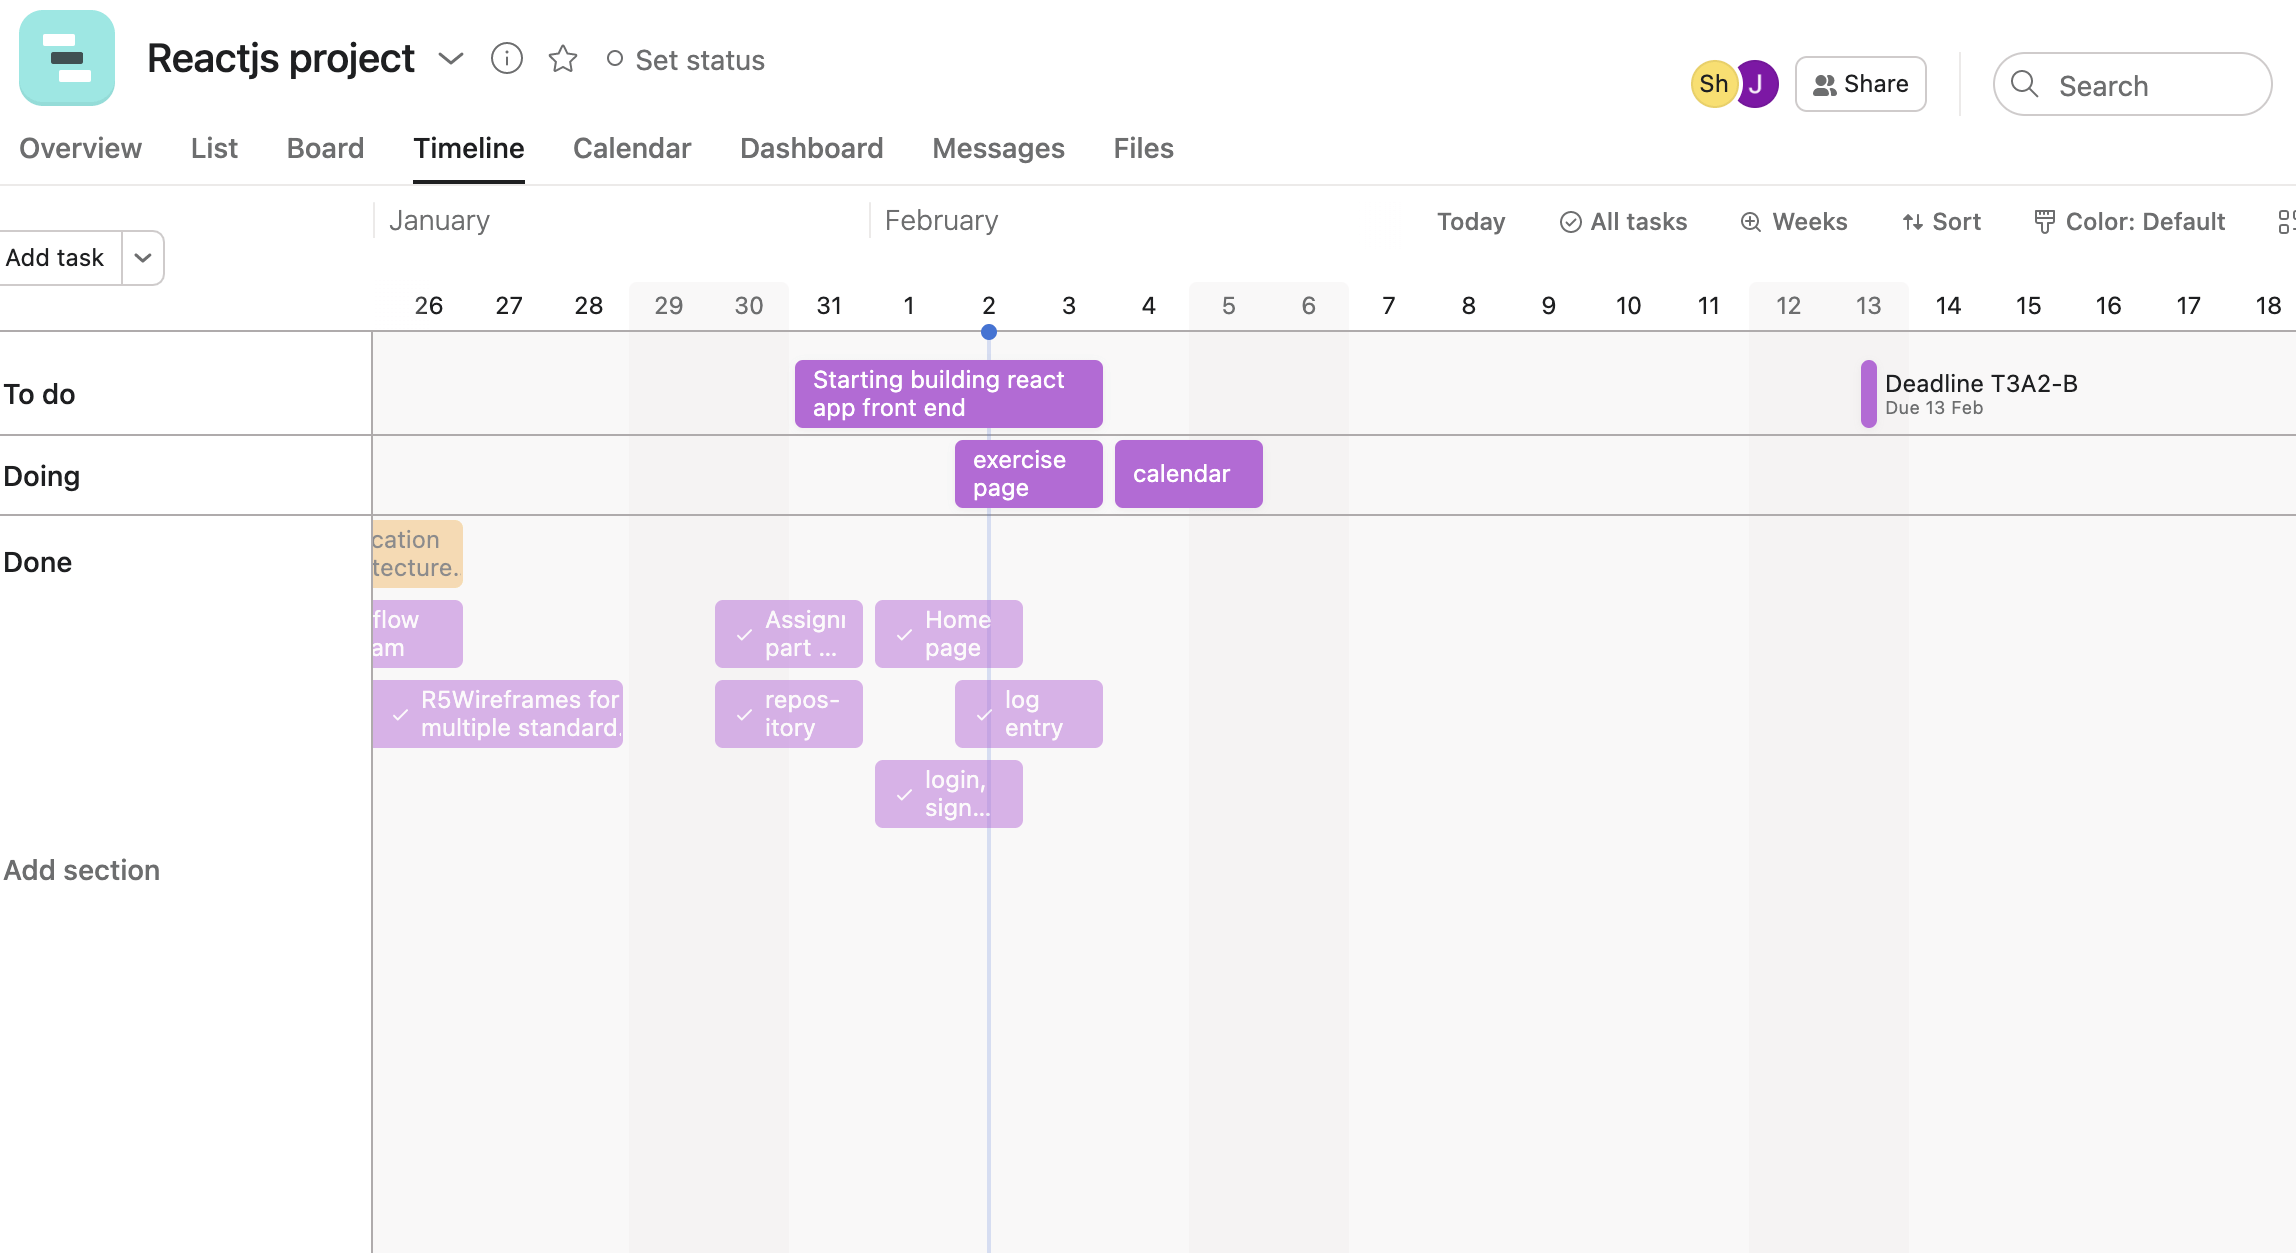 Reactjs project
Set status
Sh
J
Share
Search
Overview List Board Timeline Calendar Dashboard Messages Files
January
February
Today
All tasks
Weeks
Sort
Color: Default
Add task
26 27 28 29 30 31 1 2 3 4 5 6 7 8 9 10 11 12 13 14 15 16 17 18
To do
Starting building react
app front end
Deadline T3A2-B
Due 13 Feb
Doing
exercise
page
calendar
Done
cation
tecture.
flow
am
Assign
part ...
Home
page
R5Wireframes for
multiple standard.
repos-
itory
log
entry
login,
sign...
Add section